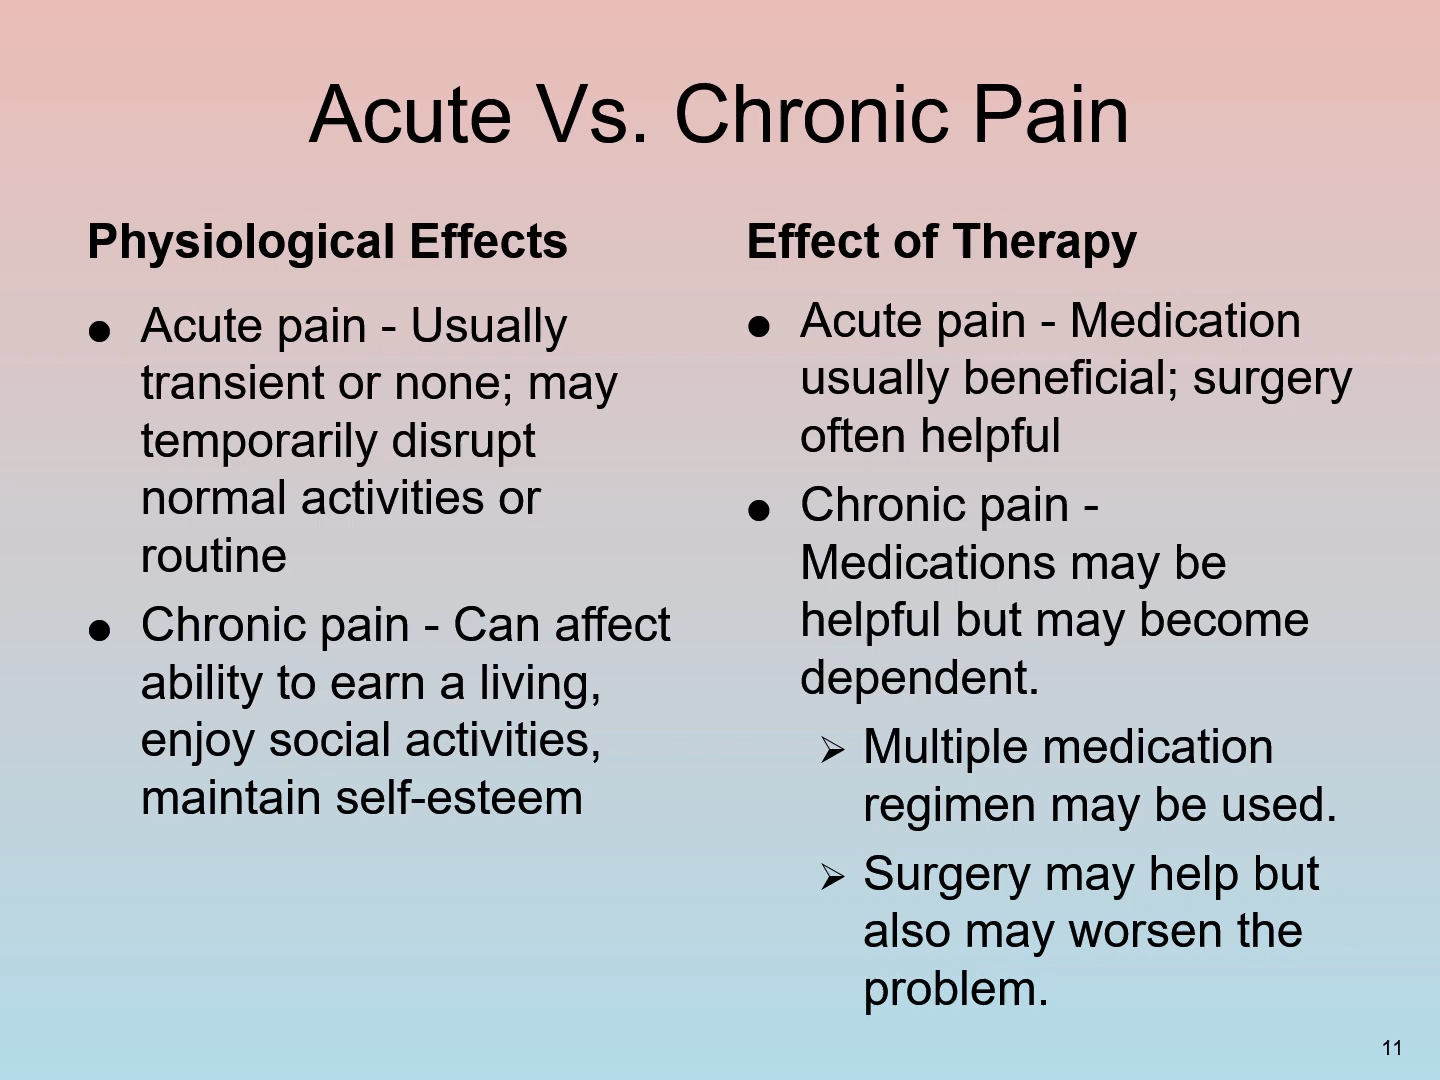 Acute Vs. Chronic Pain
Physiological Effects
● Acute pain - Usually
transient or none; may
temporarily disrupt
normal activities or
routine
● Chronic pain - Can affect
ability to earn a living,
enjoy social activities,
maintain self-esteem
Effect of Therapy
● Acute pain - Medication
usually beneficial; surgery
often helpful
● Chronic pain -
Medications may be
helpful but may become
dependent.
➢ Multiple medication
regimen may be used.
➢ Surgery may help but
also may worsen the
problem.
11